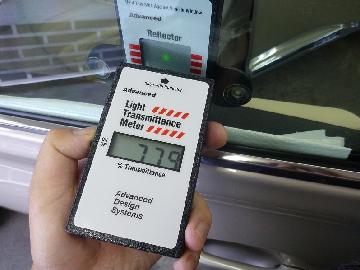 Advanced
Reflector
Advanced
Light
Transmittance
Meter
77.9
% Transmittance
Advanced
Design
Systems